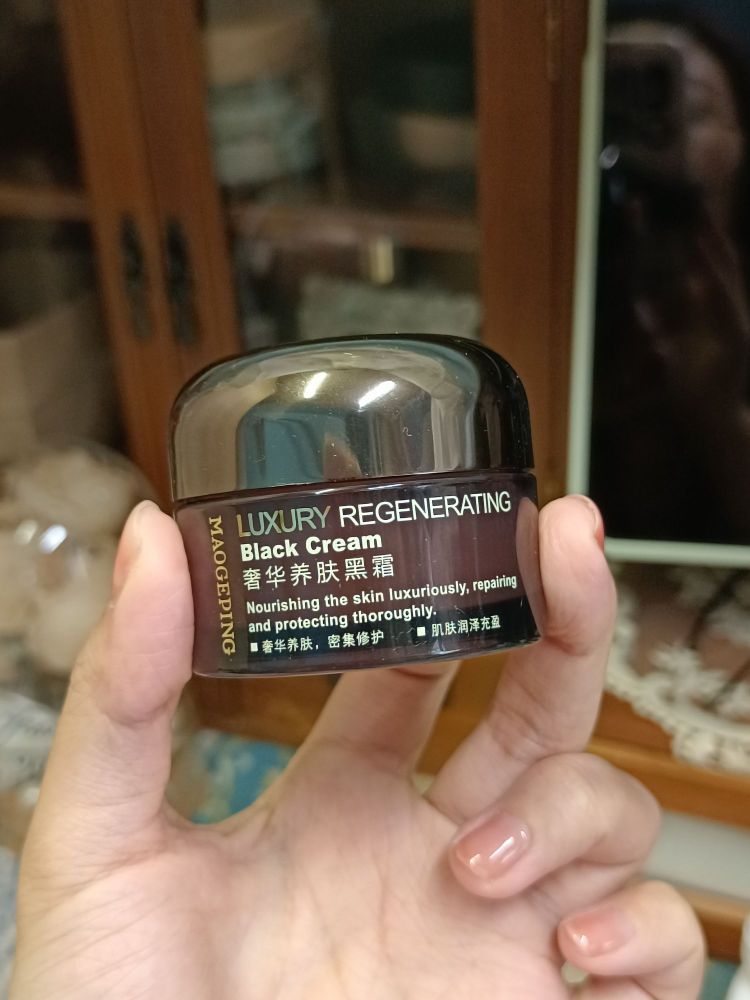 MAOGEPING
LUXURY REGENERATING
Black Cream
奢华养肤黑霜
Nourishing the skin luxuriously, repairing
and protecting thoroughly.
■奢华养肤，密集修护 ■肌肤润泽充盈